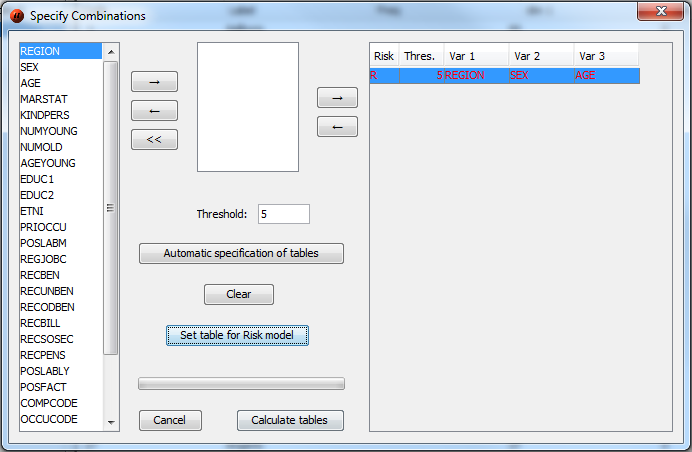 Specify Combinations
REGION
SEX
AGE
MARSTAT
KINDPERS
NUMYOUNG
NUMOLD
AGEYOUNG
EDUC1
EDUC2
ETNI
PRIOCCU
POSLABM
REGJOBC
RECBEN
RECUNBEN
RECODBEN
RECBILL
RECSOSEC
RECPENS
POSLABLY
POSFACT
COMPCODE
OCCUCODE
→
←
<<
→
←
Threshold: 5
Automatic specification of tables
Clear
Set table for Risk model
Cancel Calculate tables
Risk Thres. Var 1 Var 2 Var 3
R 5 REGION SEX AGE